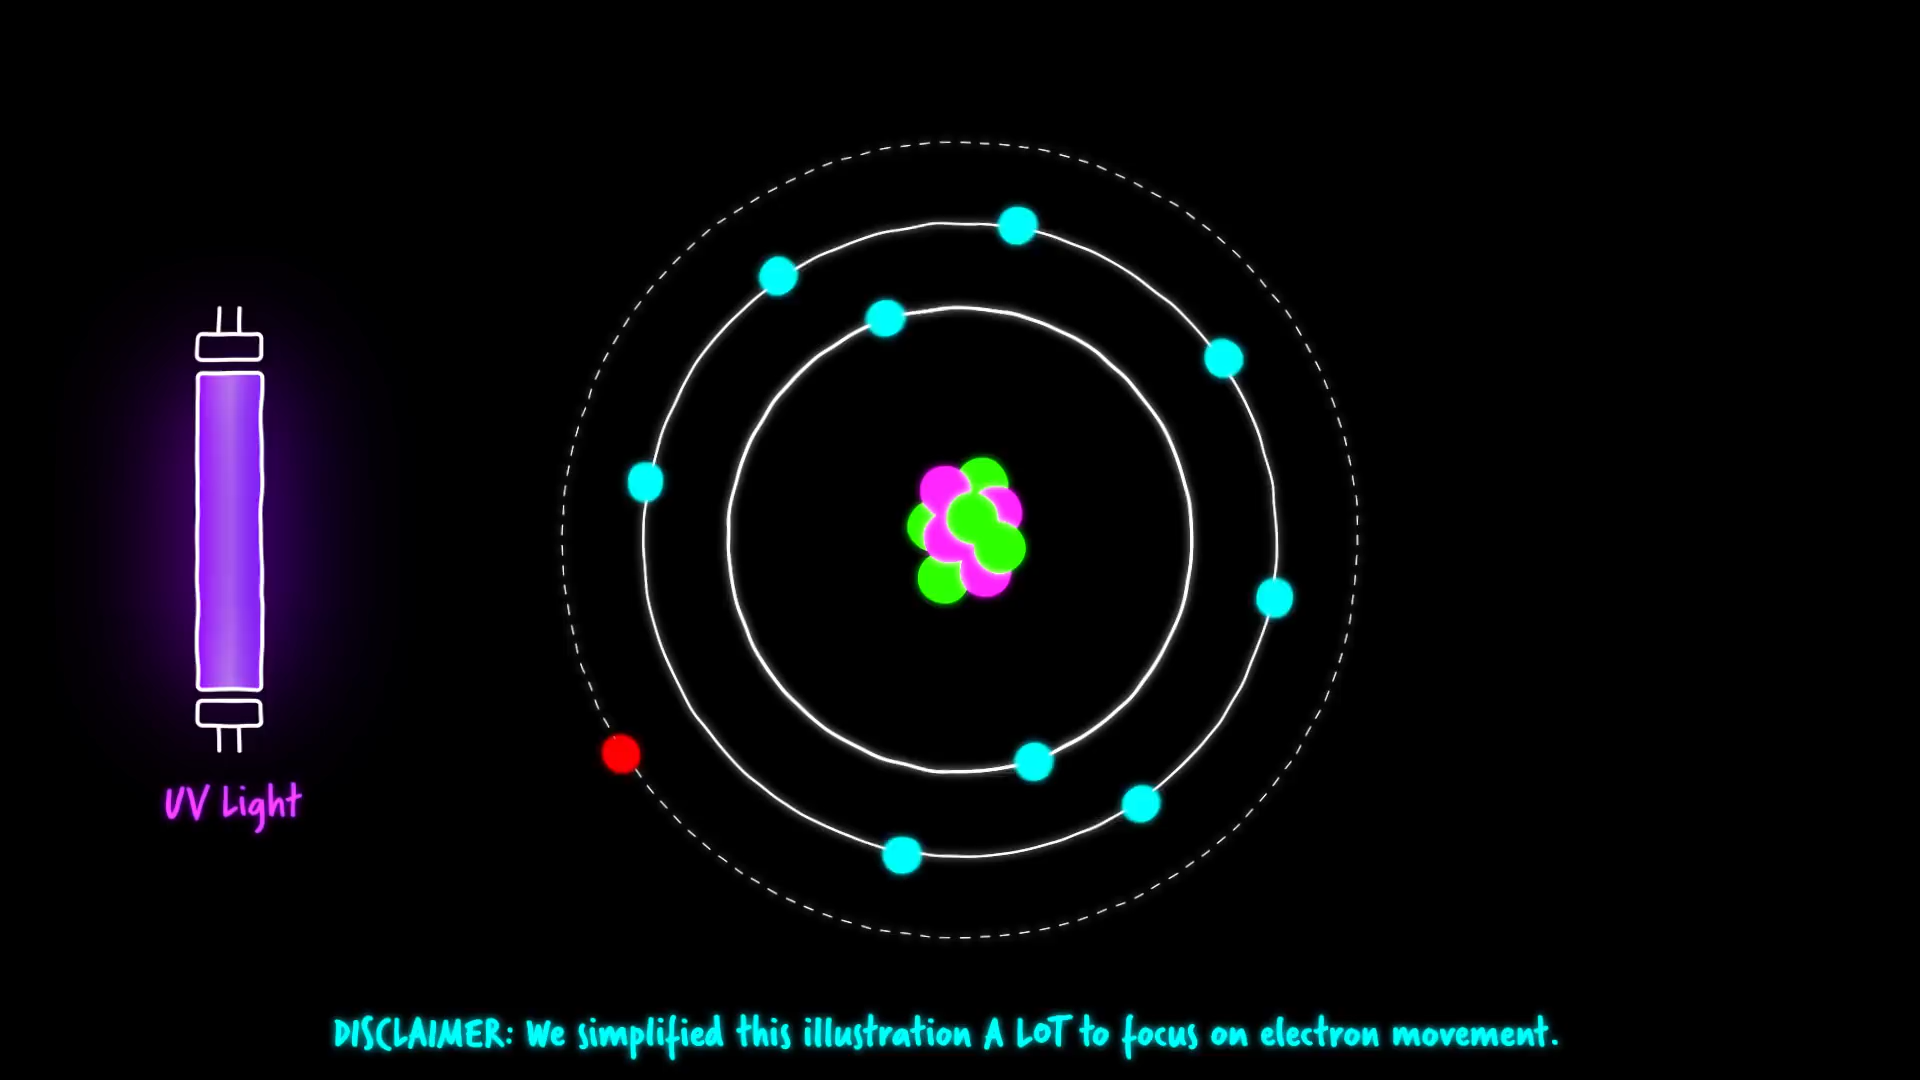 UV Light
DISCLAIMER: We simplified this illustration A LOT to focus on electron movement.